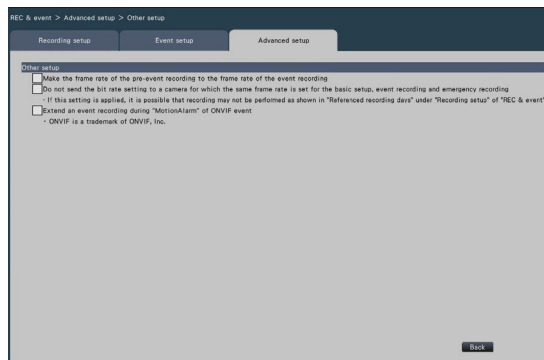 REC & event > Advanced setup > Other setup
Recording setup
Event setup
Advanced setup
Other setup
Make the frame rate of the pre-event recording to the frame rate of the event recording
Do not send the bit rate setting to a camera for which the same frame rate is set for the basic setup, event recording and emergency recording
・If this setting is applied, it is possible that recording may not be performed as shown in "Referenced recording days" under "Recording setup" of "REC & event"
Extend an event recording during "MotionAlarm" of ONVIF event
・ONVIF is a trademark of ONVIF, Inc.
Back